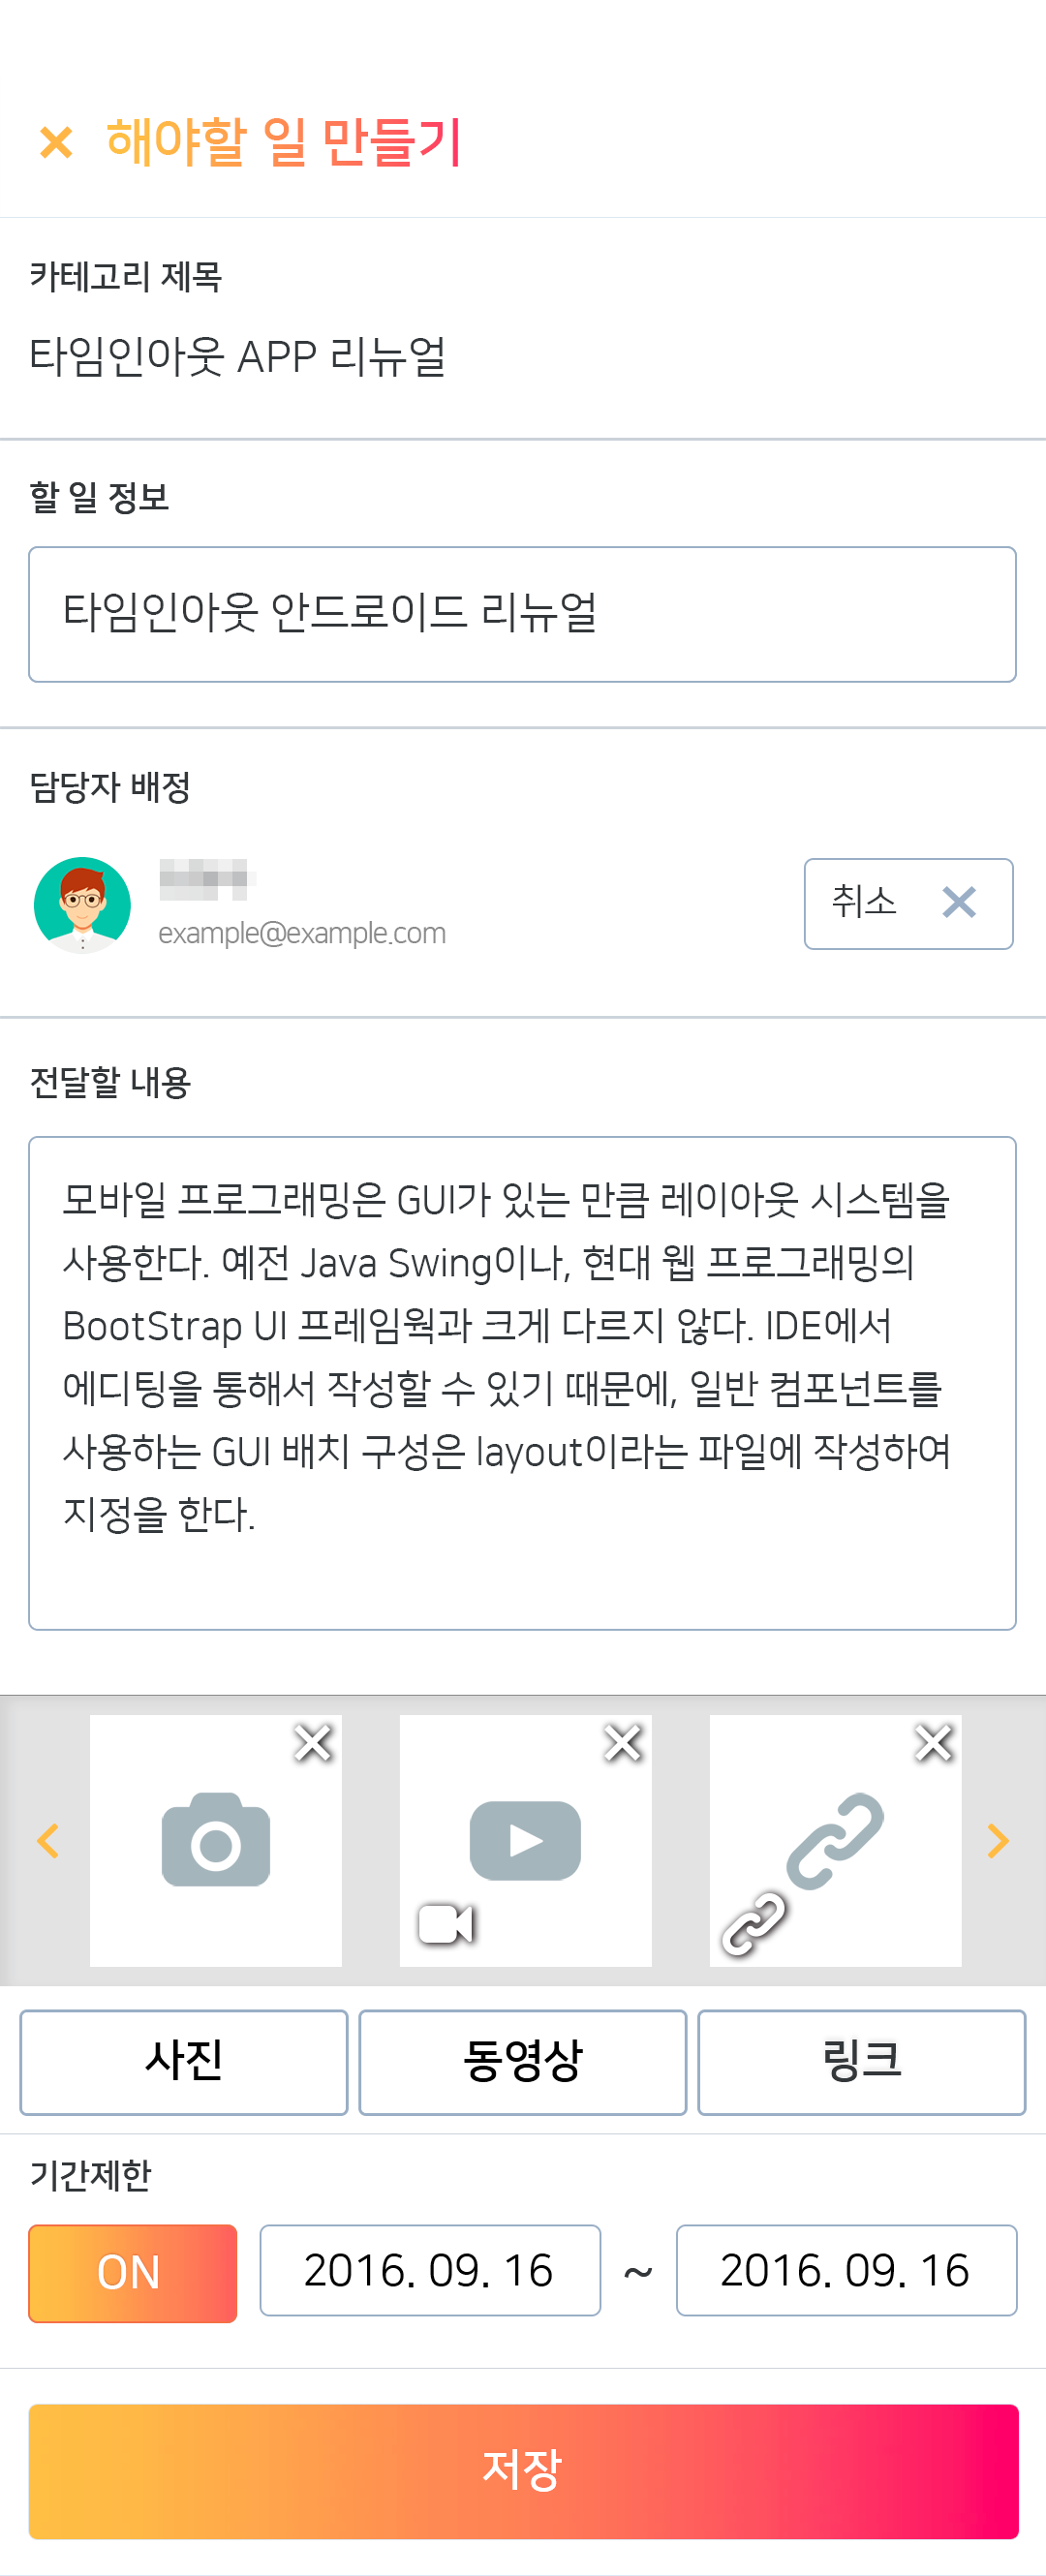 해야할 일 만들기
카테고리 제목
타임인아웃 APP 리뉴얼
할 일 정보
타임인아웃 안드로이드 리뉴얼
담당자 배정
example@example.com
취소
전달할 내용
모바일 프로그래밍은 GUI가 있는 만큼 레이아웃 시스템을
사용한다. 예전 Java Swing이나, 현대 웹 프로그래밍의
BootStrap UI 프레임웍과 크게 다르지 않다. IDE에서
에디팅을 통해서 작성할 수 있기 때문에, 일반 컴포넌트를
사용하는 GUI 배치 구성은 layout이라는 파일에 작성하여
지정을 한다.
사진 동영상 링크
기간제한
ON 2016. 09. 16 ~ 2016. 09. 16
저장